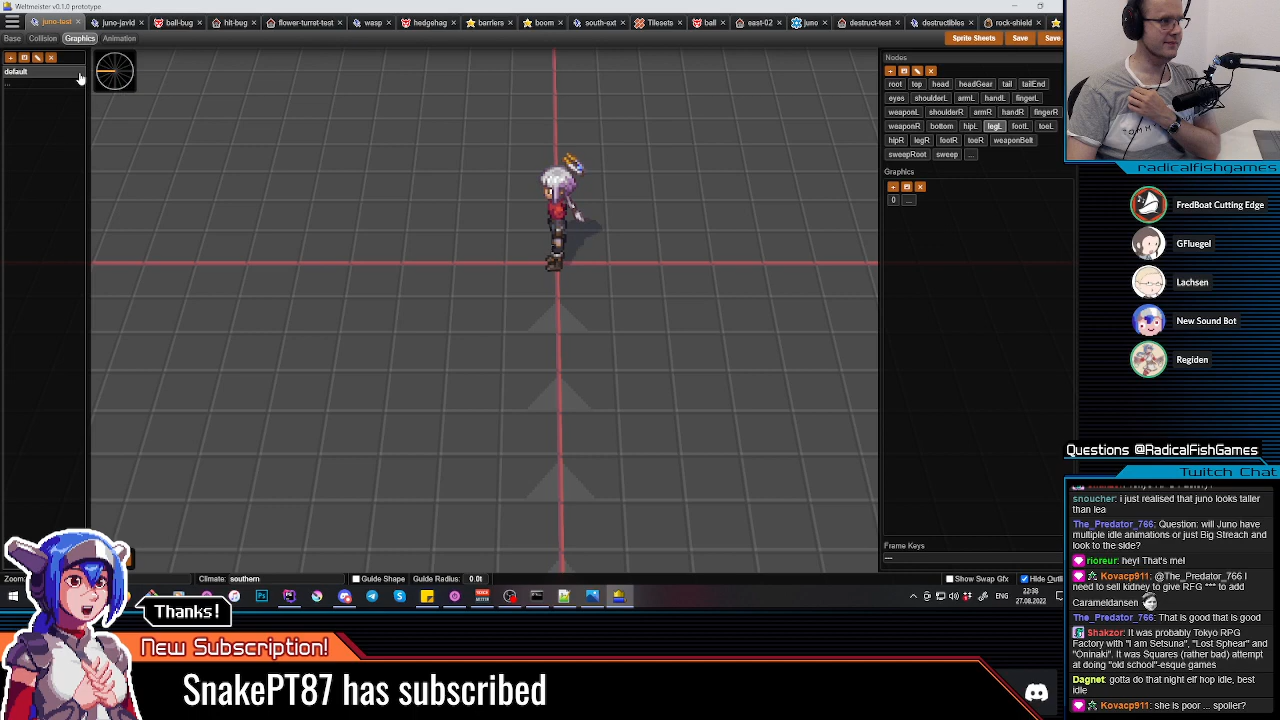 Weltmeister v0.1.0 prototype
juno-test juno-javid ball-bug hit-bug flower-turret-test wasp hedgehag barriers boom south-ext Tilesets ball east-02 juno destruct-test destructibles rock-shield
Base Collision Graphics Animation
Sprite Sheets Save Save
default
...
Nodes
root top head headGear tail tailEnd
eyes shoulderL armL handL fingerL
weaponL shoulderR armR handR fingerR
weaponR bottom hipL legL footL toeL
hipR legR footR toeR weaponBelt
sweepRoot sweep ...
Graphics
0 ...
Frame Keys
Zoom: Climate: southern Guide Shape Guide Radius: 0.01 Show Swap Gfx Hide Outli
ENG 22:38
27.08.2022
radicalfishgames
FredBoat Cutting Edge
GFluegel
Lachsen
New Sound Bot
Regiden
Questions @RadicalFishGames
Twitch Chat
snoucher: i just realised that juno looks taller
than lea
The_Predator_766: Question: will Juno have
multiple idle animations or just Big Streach and
look to the side?
rioreur: hey! That's me!
Kovacp911: @The_Predator_766 I
need to sell kidney to give RFG *** to add
Carameldansen
The_Predator_766: That is good that is good
Shakzor: It was probably Tokyo RPG
Factory with "I am Setsuna", "Lost Sphear" and
"Oninaki". It was Squares (rather bad) attempt
at doing "old school"-esque games
Dagnet: gotta do that night elf hop idle, best
idle
Kovacp911: she is poor ... spoiler?
Thanks!
New Subscription!
SnakePT87 has subscribed